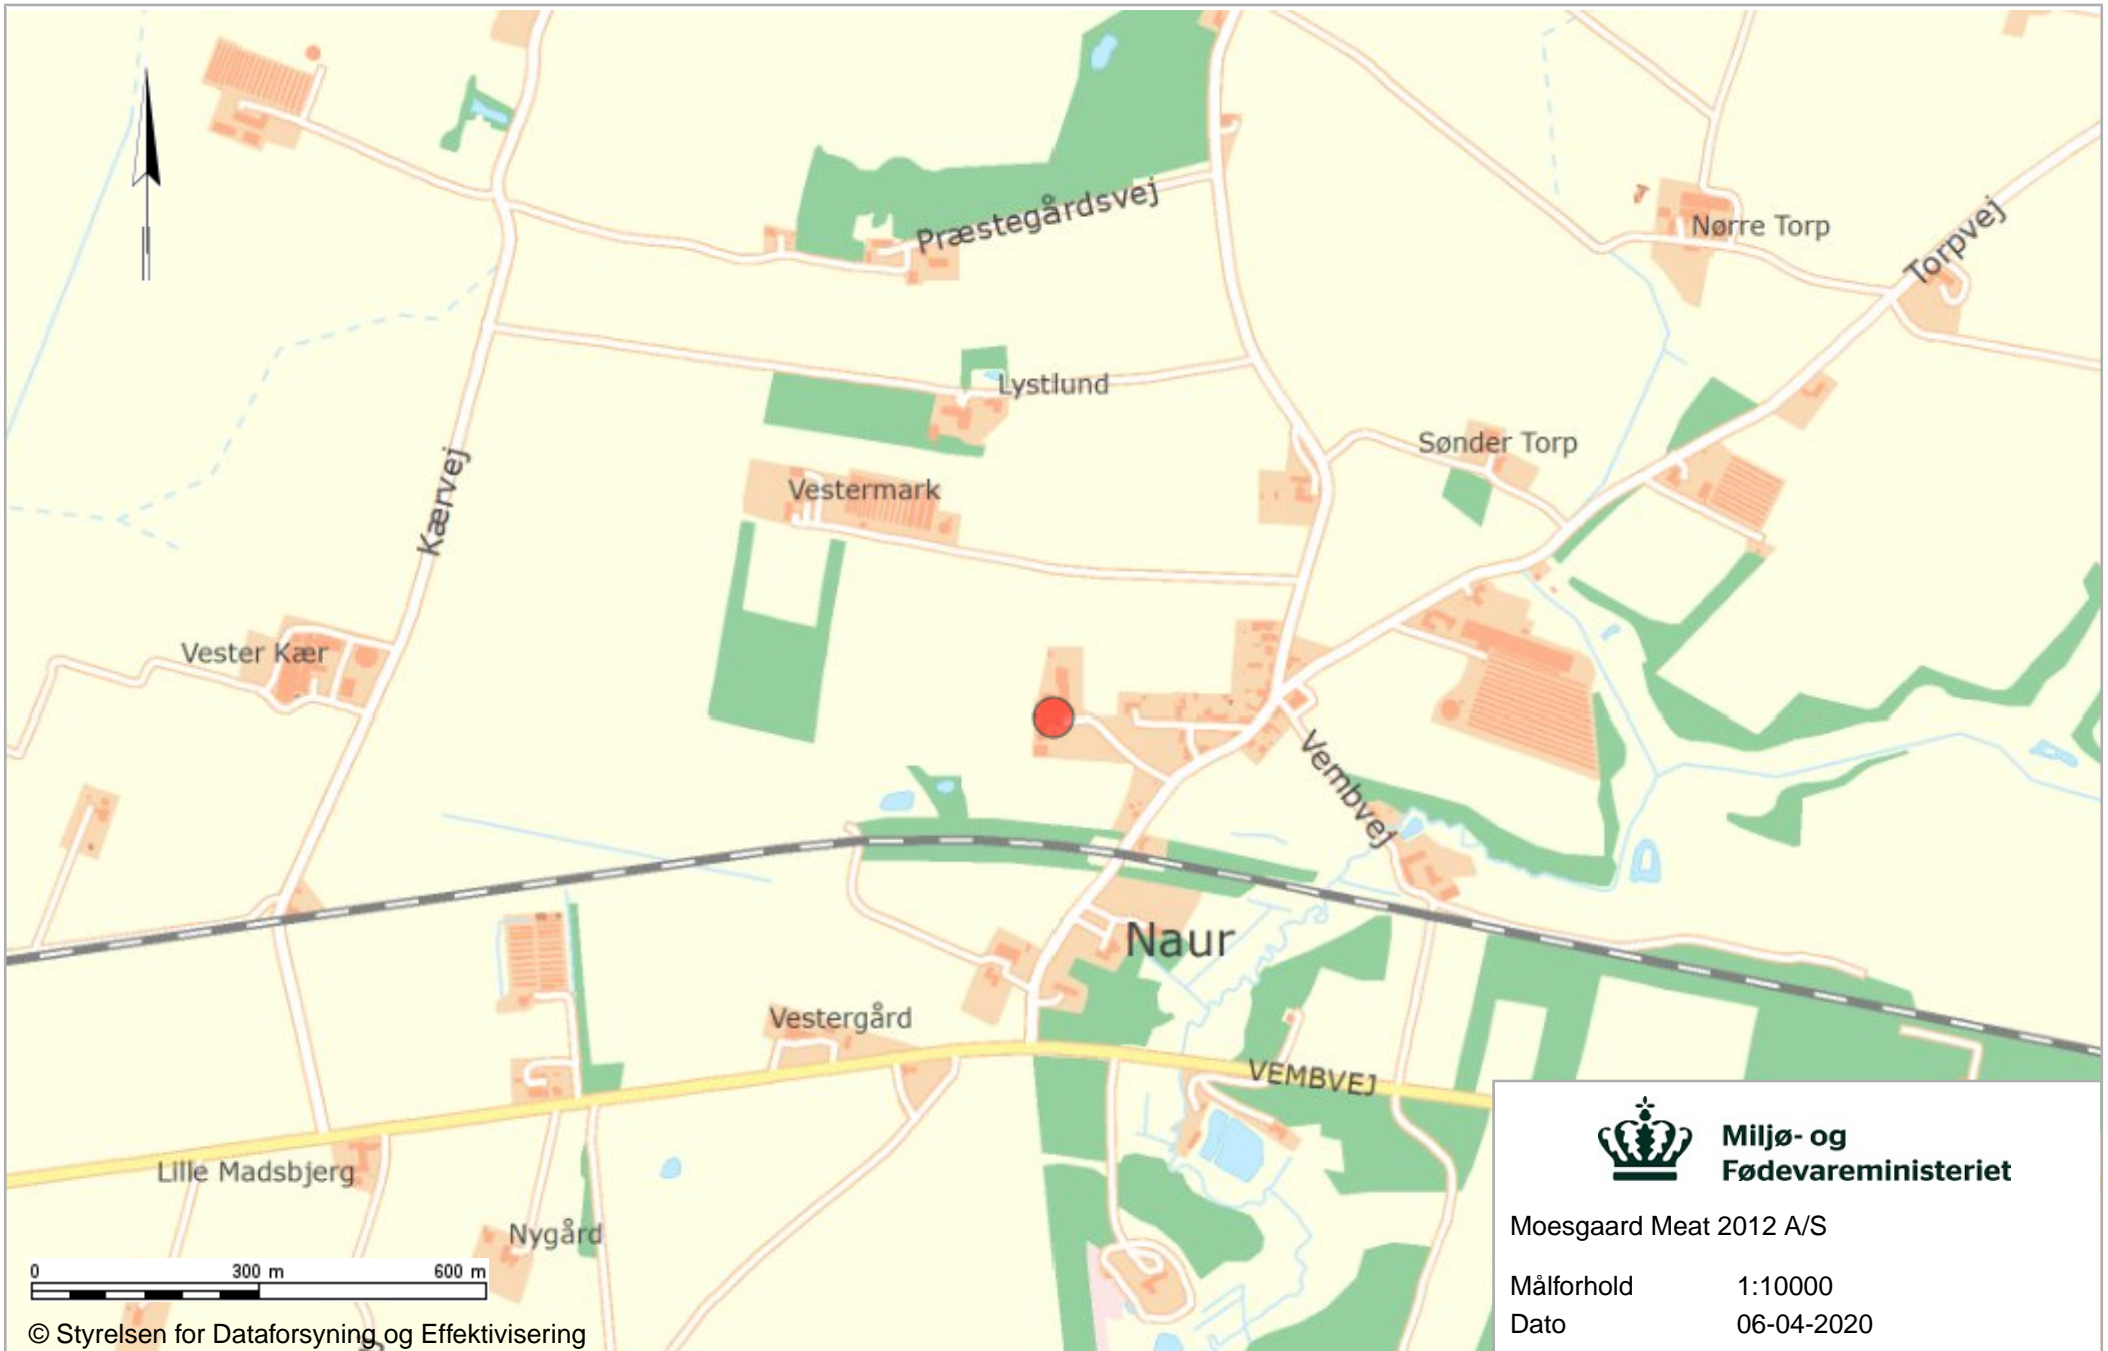 Præstegårdsvej
Nørre Torp
Torpvej
Lystlund
Sønder Torp
Kærvej
Vestermark
Vester Kær
Vembvej
Naur
Vestergård
VEMBVEJ
Lille Madsbjerg
Nygård
Miljø- og
Fødevareministeriet
Moesgaard Meat 2012 A/S
Målforhold 1:10000
Dato 06-04-2020
0 300 m 600 m
© Styrelsen for Dataforsyning og Effektivisering